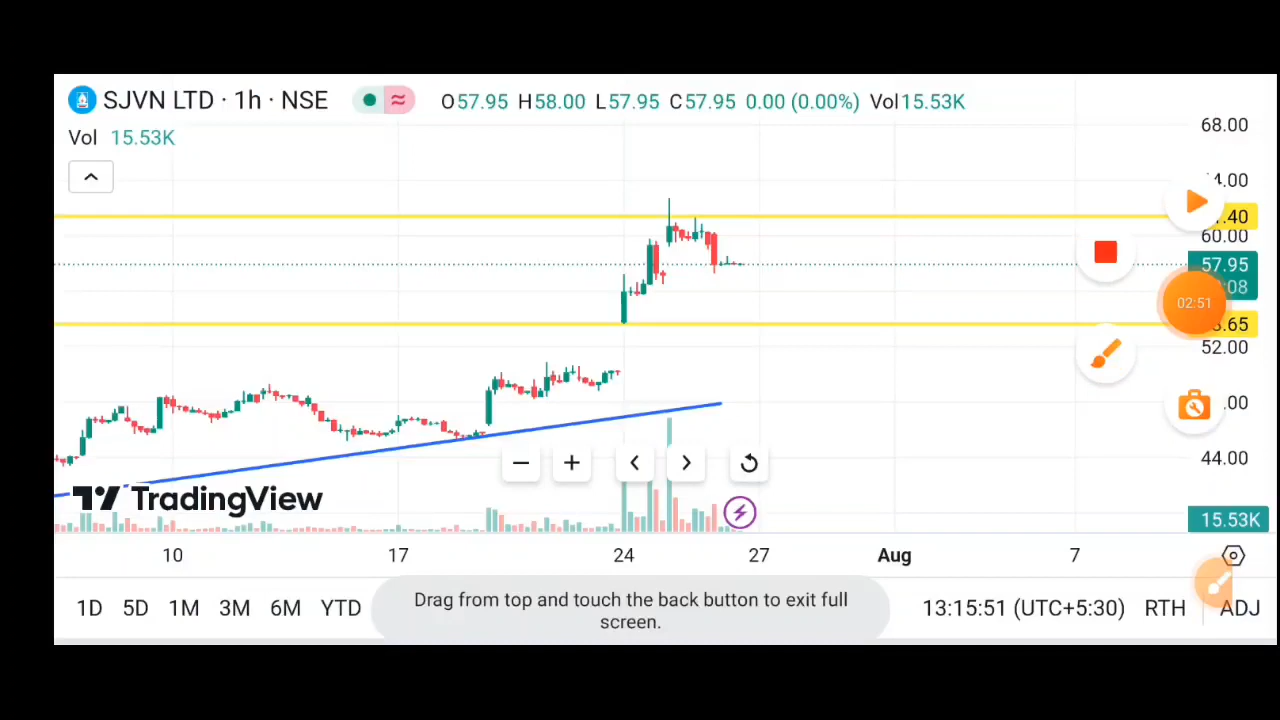 SJVN LTD · 1h · NSE
O57.95 H58.00 L57.95 C57.95 0.00 (0.00%) Vol15.53K
Vol 15.53K
68.00
60.00
57.95
52.00
44.00
15.53K
02:51
TradingView
10 17 24 27 Aug 7
1D 5D 1M 3M 6M YTD
Drag from top and touch the back button to exit full
screen.
13:15:51 (UTC+5:30) RTH ADJ